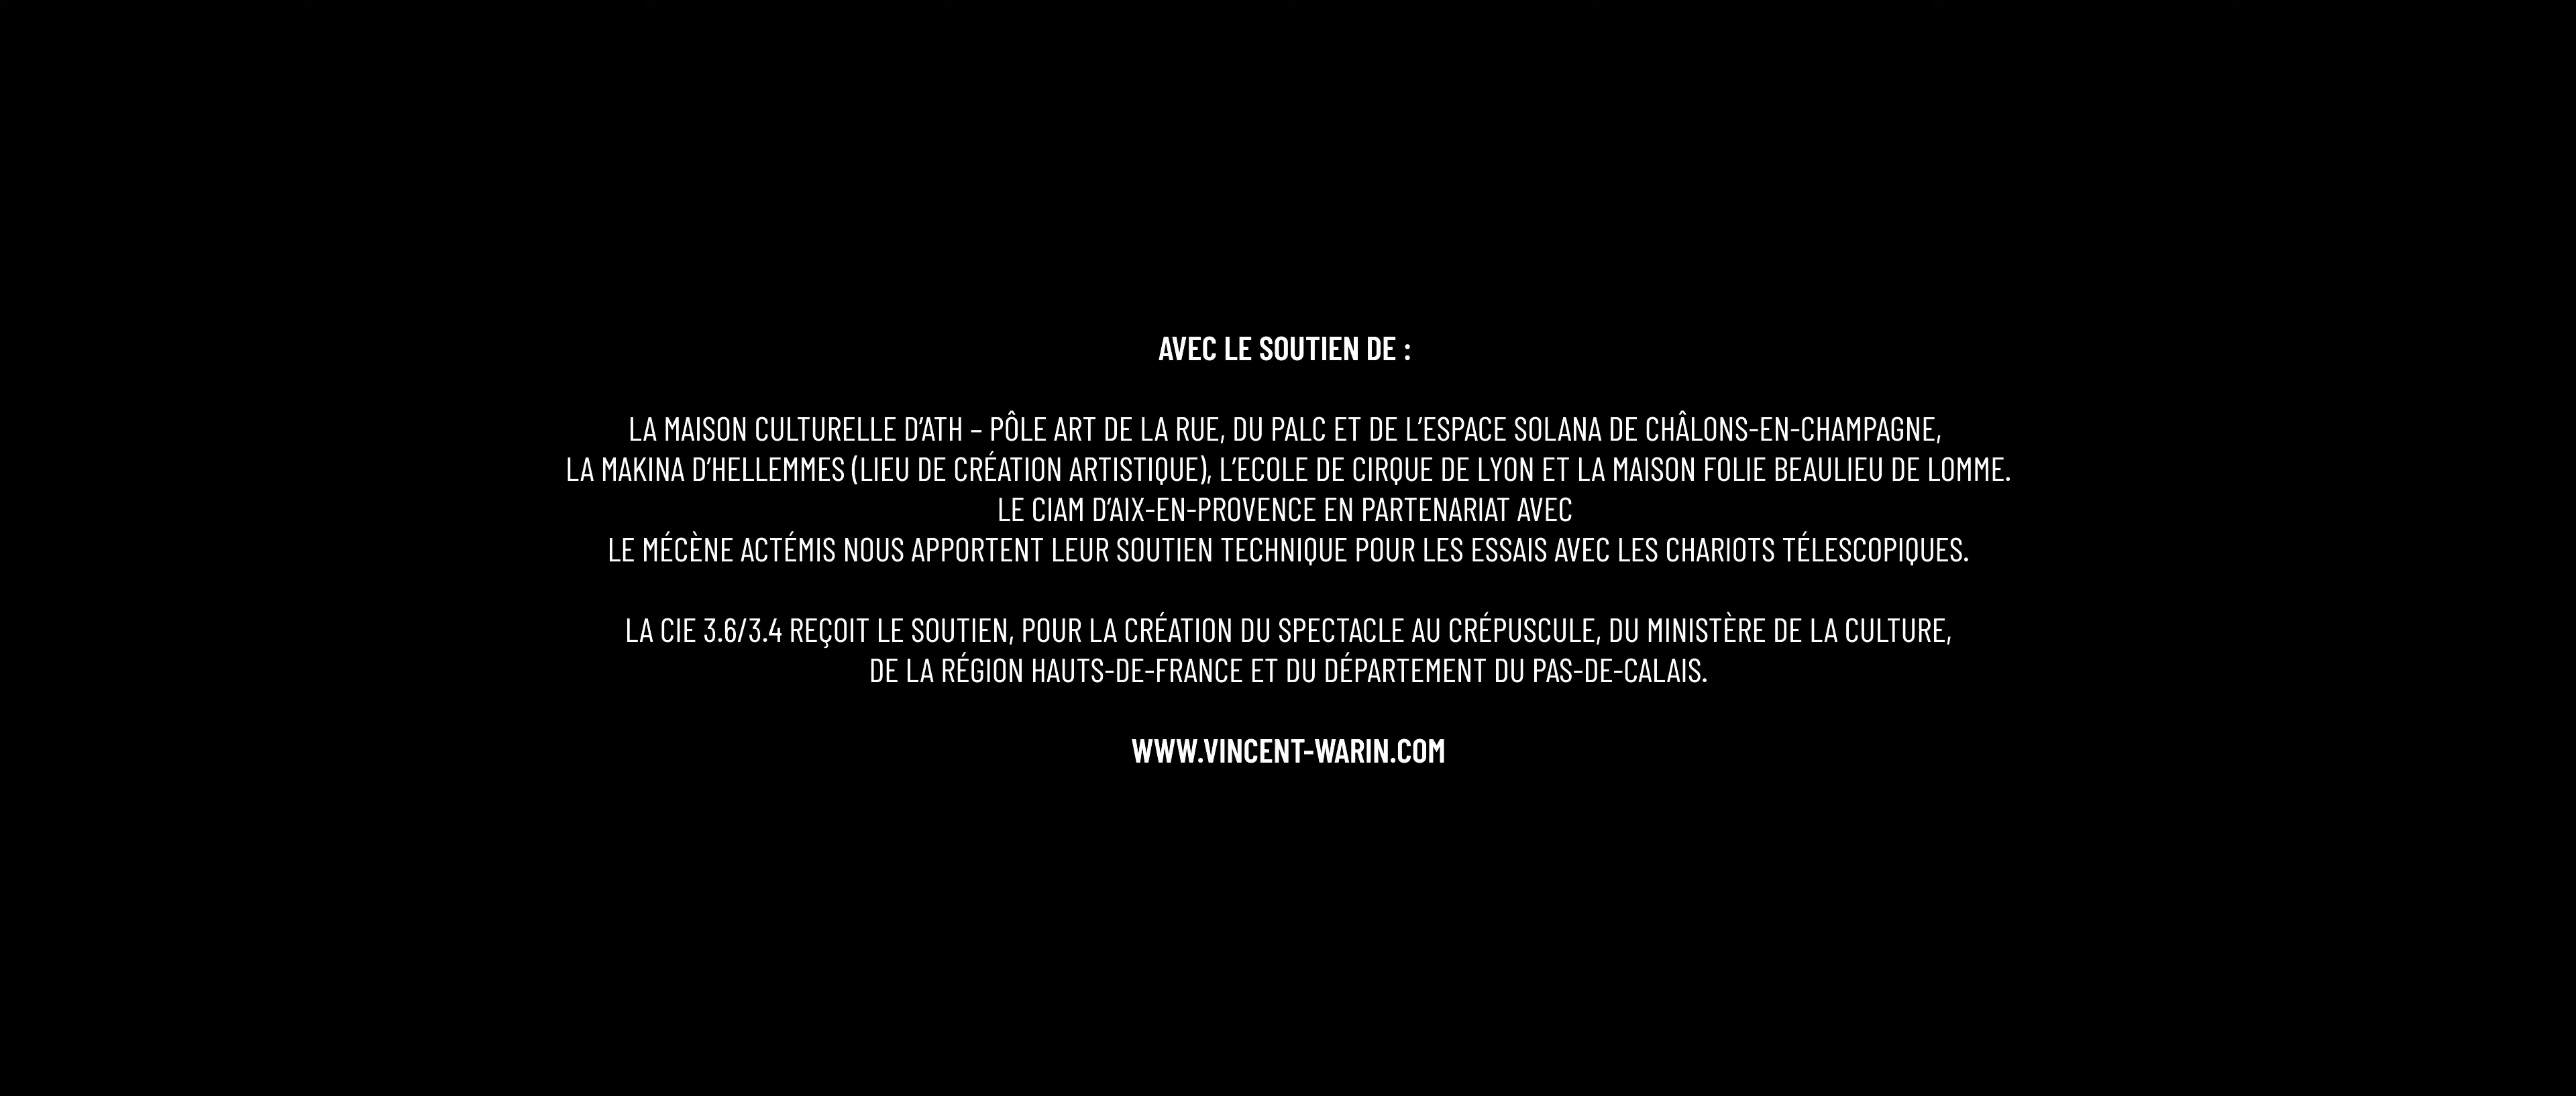 AVEC LE SOUTIEN DE :
LA MAISON CULTURELLE D’ATH – PÔLE ART DE LA RUE, DU PALC ET DE L’ESPACE SOLANA DE CHÂLONS-EN-CHAMPAGNE,
LA MAKINA D’HELLEMMES (LIEU DE CRÉATION ARTISTIQUE), L’ECOLE DE CIRQUE DE LYON ET LA MAISON FOLIE BEAULIEU DE LOMME.
LE CIAM D’AIX-EN-PROVENCE EN PARTENARIAT AVEC
LE MÉCÈNE ACTÉMIS NOUS APPORTENT LEUR SOUTIEN TECHNIQUE POUR LES ESSAIS AVEC LES CHARIOTS TÉLESCOPIQUES.
LA CIE 3.6/3.4 REÇOIT LE SOUTIEN, POUR LA CRÉATION DU SPECTACLE AU CRÉPUSCULE, DU MINISTÈRE DE LA CULTURE,
DE LA RÉGION HAUTS-DE-FRANCE ET DU DÉPARTEMENT DU PAS-DE-CALAIS.
WWW.VINCENT-WARIN.COM